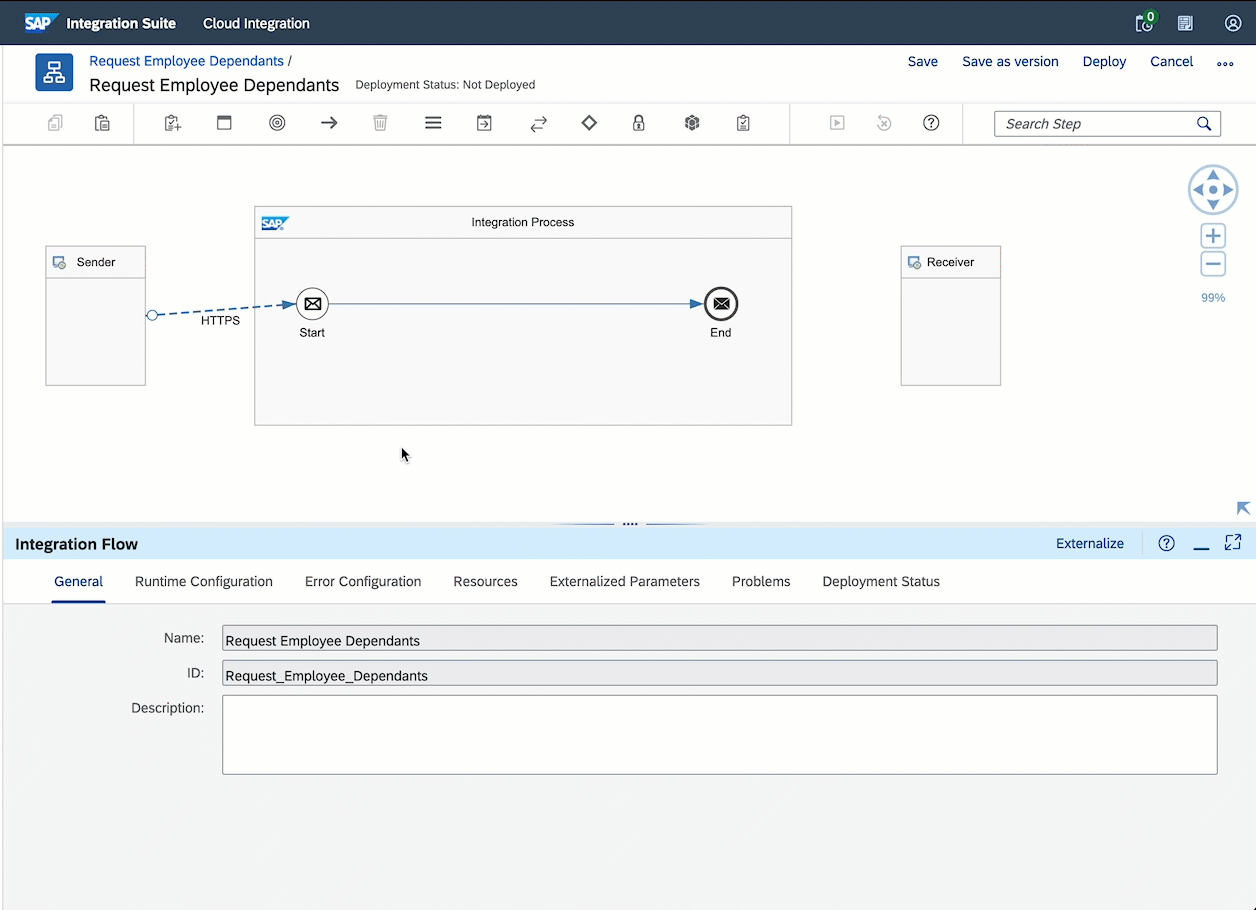 SAP Integration Suite Cloud Integration 0
Request Employee Dependants /
Save Save as version Deploy Cancel
Request Employee Dependants Deployment Status: Not Deployed
Search Step
SAP Integration Process
Sender
Receiver
HTTPS
Start
End
99%
Integration Flow
Externalize
General Runtime Configuration Error Configuration Resources Externalized Parameters Problems Deployment Status
Name: Request Employee Dependants
ID: Request_Employee_Dependants
Description: